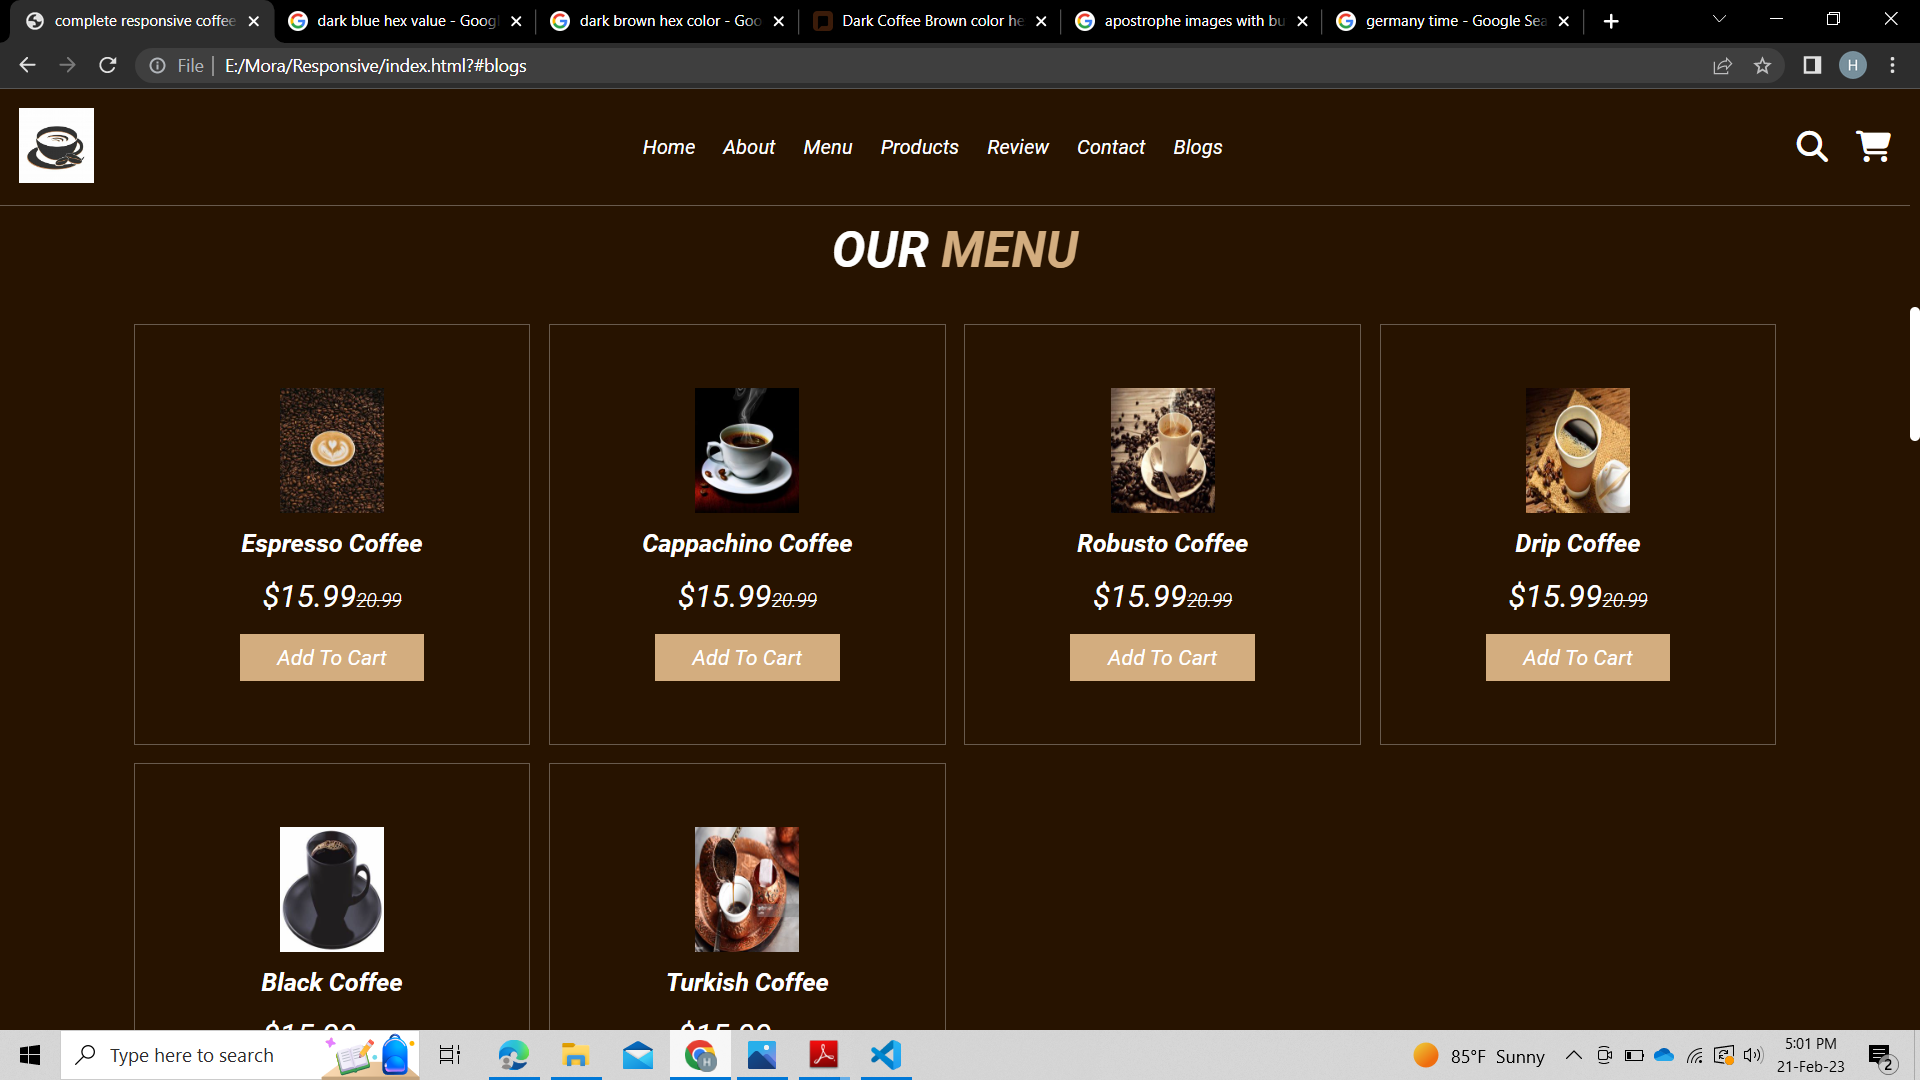 complete responsive coffee
dark blue hex value - Googl
dark brown hex color - Goo
Dark Coffee Brown color he
apostrophe images with bu
germany time - Google Sea
File | E:/Mora/Responsive/index.html?#blogs
H
Home About Menu Products Review Contact Blogs
OUR MENU
Espresso Coffee Cappachino Coffee Robusto Coffee Drip Coffee
$15.99 20.99 $15.99 20.99 $15.99 20.99 $15.99 20.99
Add To Cart Add To Cart Add To Cart Add To Cart
Black Coffee Turkish Coffee
$15.99 $15.99
Type here to search
H
85°F Sunny
5:01 PM
21-Feb-23
2